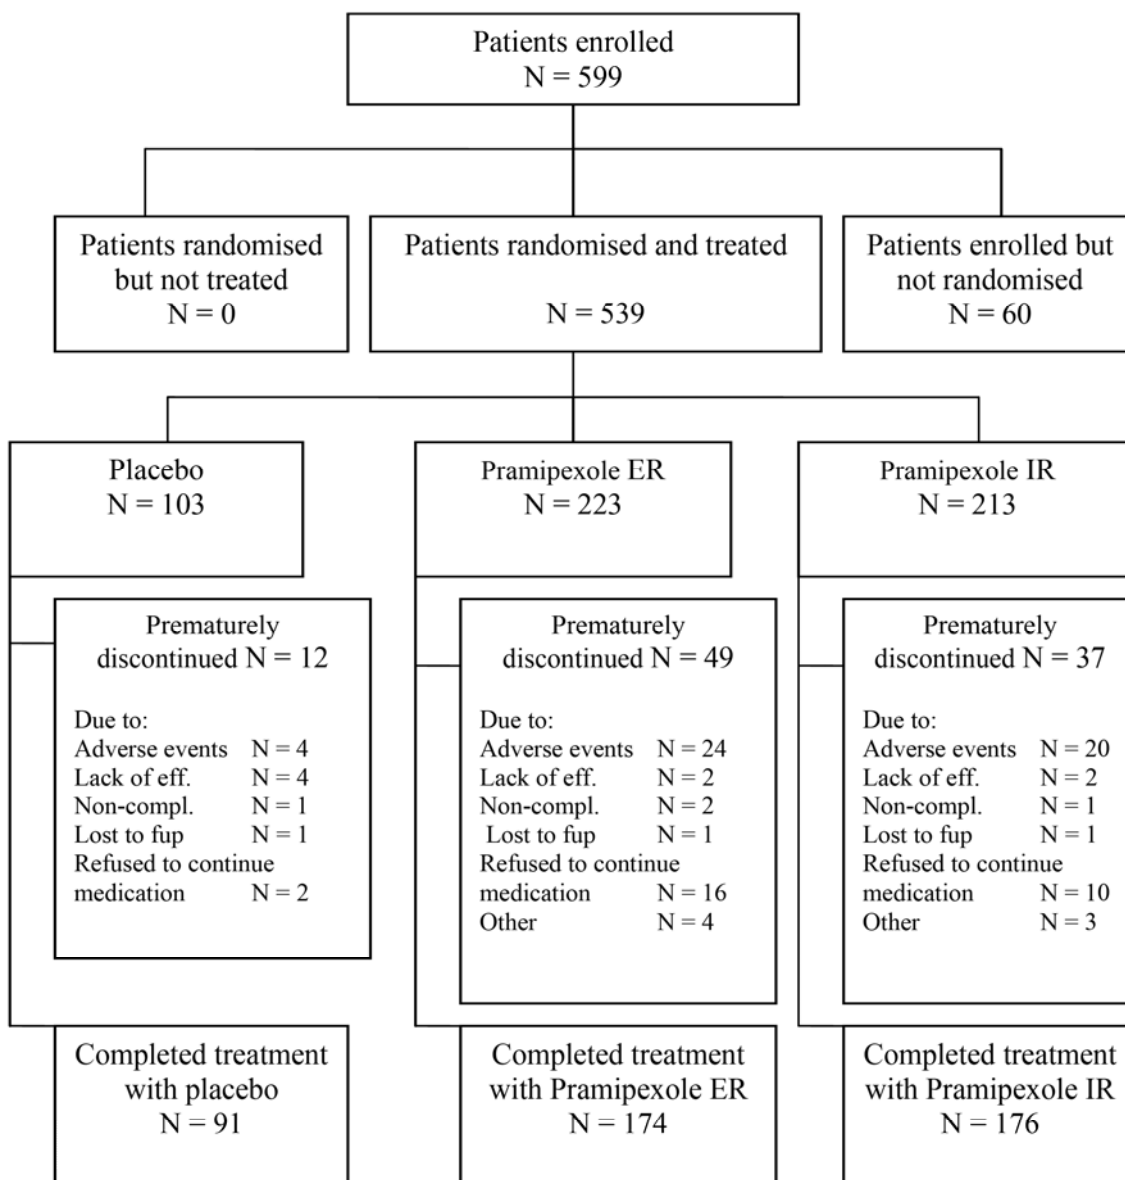 Patients enrolled
N = 599
Patients randomised
but not treated
N = 0
Patients randomised and treated
N = 539
Patients enrolled but
not randomised
N = 60
Placebo
N = 103
Pramipexole ER
N = 223
Pramipexole IR
N = 213
Prematurely
discontinued N = 12
Due to:
Adverse events N = 4
Lack of eff. N = 4
Non-compl. N = 1
Lost to fup N = 1
Refused to continue
medication N = 2
Prematurely
discontinued N = 49
Due to:
Adverse events N = 24
Lack of eff. N = 2
Non-compl. N = 2
Lost to fup N = 1
Refused to continue
medication N = 16
Other N = 4
Prematurely
discontinued N = 37
Due to:
Adverse events N = 20
Lack of eff. N = 2
Non-compl. N = 1
Lost to fup N = 1
Refused to continue
medication N = 10
Other N = 3
Completed treatment
with placebo
N = 91
Completed treatment
with Pramipexole ER
N = 174
Completed treatment
with Pramipexole IR
N = 176